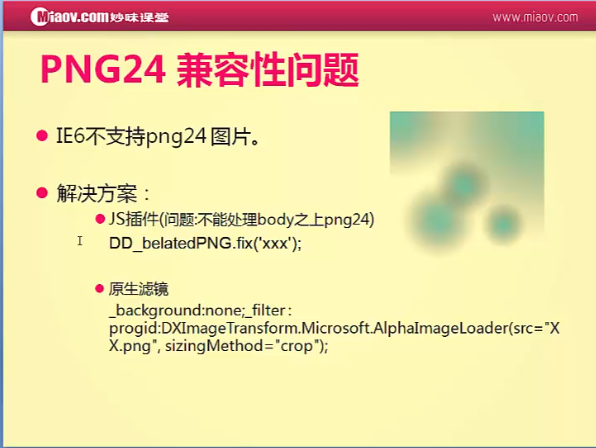 Miaov.com 妙味课堂
www.miaov.com
PNG24 兼容性问题
IE6不支持png24 图片。
解决方案：
JS插件(问题:不能处理body之上png24)
DD_belatedPNG.fix('xxx');
原生滤镜
_background:none;_filter :
progid:DXImageTransform.Microsoft.AlphaImageLoader(src="X
X.png", sizingMethod="crop");